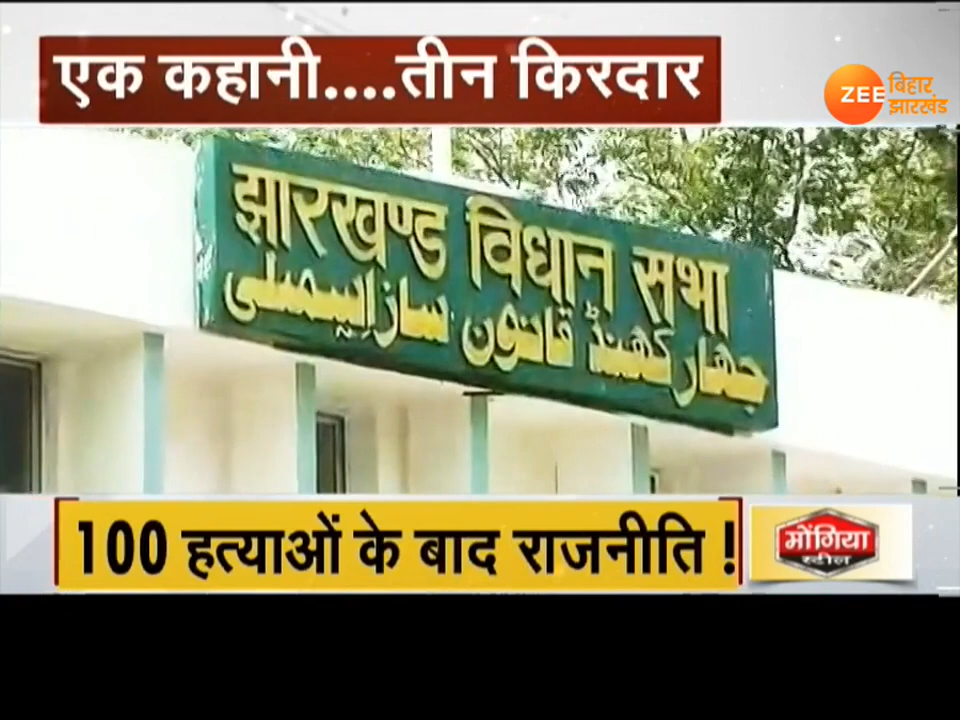 एक कहानी....तीन किरदार
ZEE बिहार झारखंड
झारखण्ड विधान सभा
جھارکھنڈ قانون ساز اسمبلی
100 हत्याओं के बाद राजनीति !
मोंगिया
स्टील